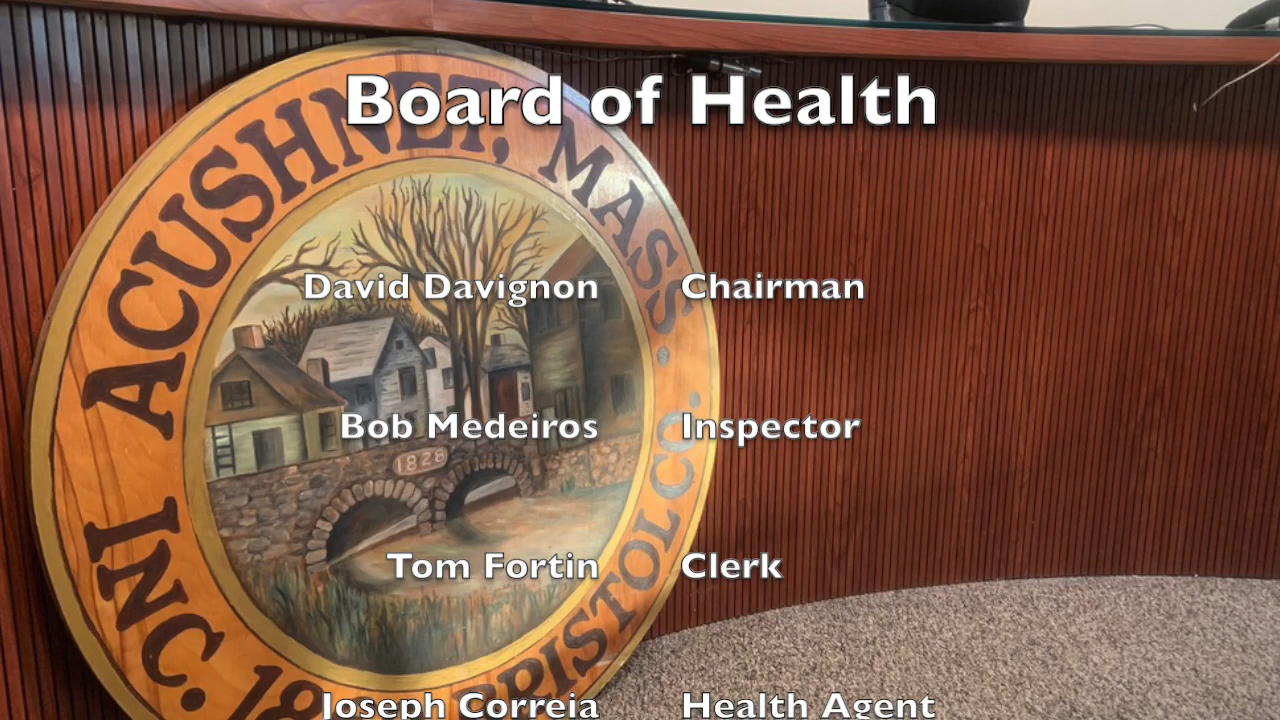 Board of Health
ACUSHNET, MASS.
David Davignon Chairman
Bob Medeiros Inspector
1828
Tom Fortin Clerk
Joseph Correia Health Agent
BRISTOL CO.
INC. 18